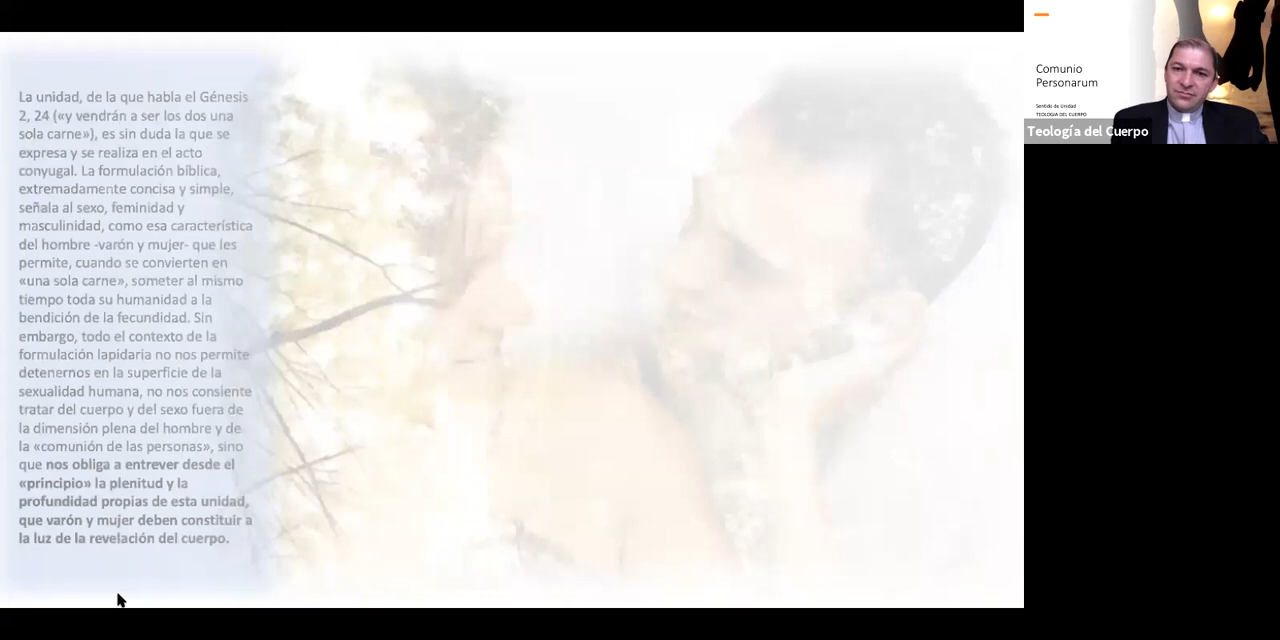 La unidad, de la que habla el Génesis
2, 24 («y vendrán a ser los dos una
sola carne»), es sin duda la que se
expresa y se realiza en el acto
conyugal. La formulación bíblica,
extremadamente concisa y simple,
señala al sexo, feminidad y
masculinidad, como esa característica
del hombre -varón y mujer- que les
permite, cuando se convierten en
«una sola carne», someter al mismo
tiempo toda su humanidad a la
bendición de la fecundidad. Sin
embargo, todo el contexto de la
formulación lapidaria no nos permite
detenernos en la superficie de la
sexualidad humana, no nos consiente
tratar del cuerpo y del sexo fuera de
la dimensión plena del hombre y de
la «comunión de las personas», sino
que nos obliga a entrever desde el
«principio» la plenitud y la
profundidad propias de esta unidad,
que varón y mujer deben constituir a
la luz de la revelación del cuerpo.
Comunio
Personarum
Sentido de Unidad
TEOLOGIA DEL CUERPO
Teología del Cuerpo